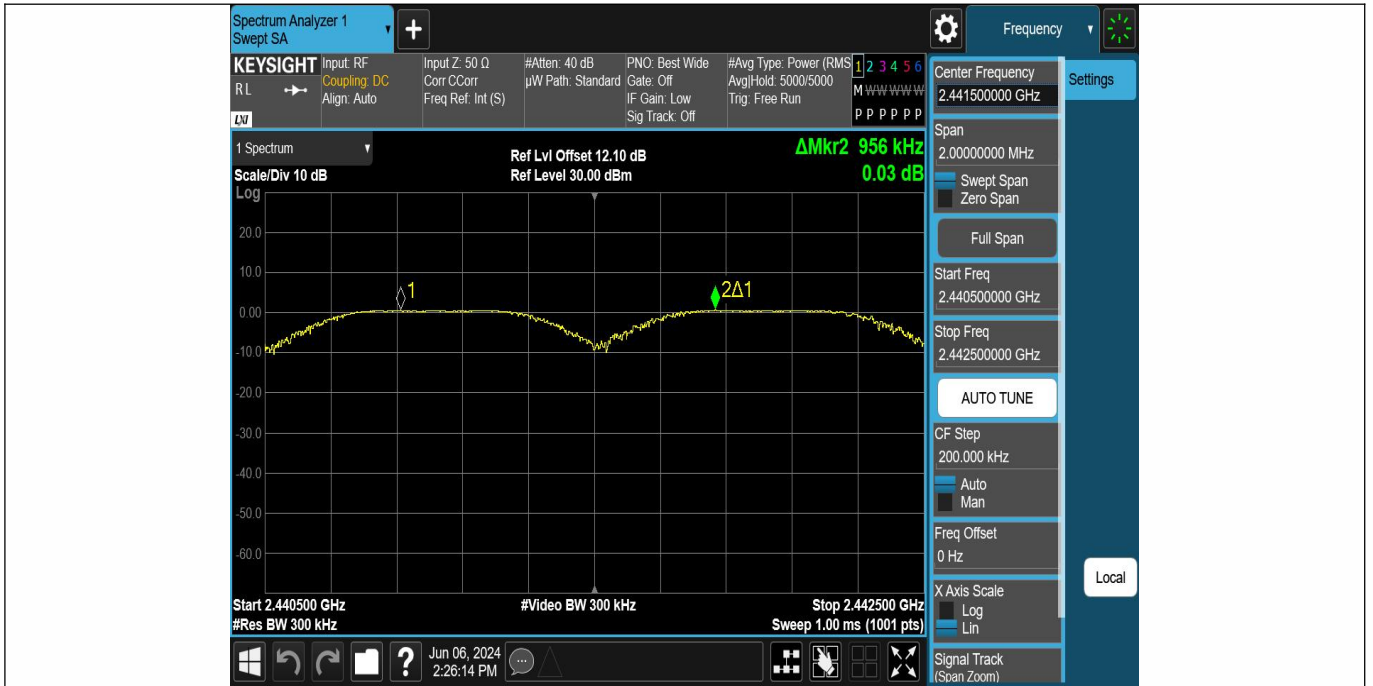 Spectrum Analyzer 1
Swept SA
+
Frequency
KEYSIGHT
RL
LXI
Input: RF
Coupling: DC
Align: Auto
Input Z: 50 Ω
Corr CCorr
Freq Ref: Int (S)
#Atten: 40 dB
µW Path: Standard
PNO: Best Wide
Gate: Off
IF Gain: Low
Sig Track: Off
#Avg Type: Power (RMS
Avg|Hold: 5000/5000
Trig: Free Run
1 2 3 4 5 6
M W W W W W
P P P P P P
1 Spectrum
Scale/Div 10 dB
Log
Ref Lvl Offset 12.10 dB
Ref Level 30.00 dBm
ΔMkr2 956 kHz
0.03 dB
20.0
10.0
0.00
-10.0
-20.0
-30.0
-40.0
-50.0
-60.0
1
2Δ1
Start 2.440500 GHz
#Res BW 300 kHz
#Video BW 300 kHz
Stop 2.442500 GHz
Sweep 1.00 ms (1001 pts)
Jun 06, 2024
2:26:14 PM
Center Frequency
2.441500000 GHz
Settings
Span
2.00000000 MHz
Swept Span
Zero Span
Full Span
Start Freq
2.440500000 GHz
Stop Freq
2.442500000 GHz
AUTO TUNE
CF Step
200.000 kHz
Auto
Man
Freq Offset
0 Hz
X Axis Scale
Log
Lin
Signal Track
(Span Zoom)
Local